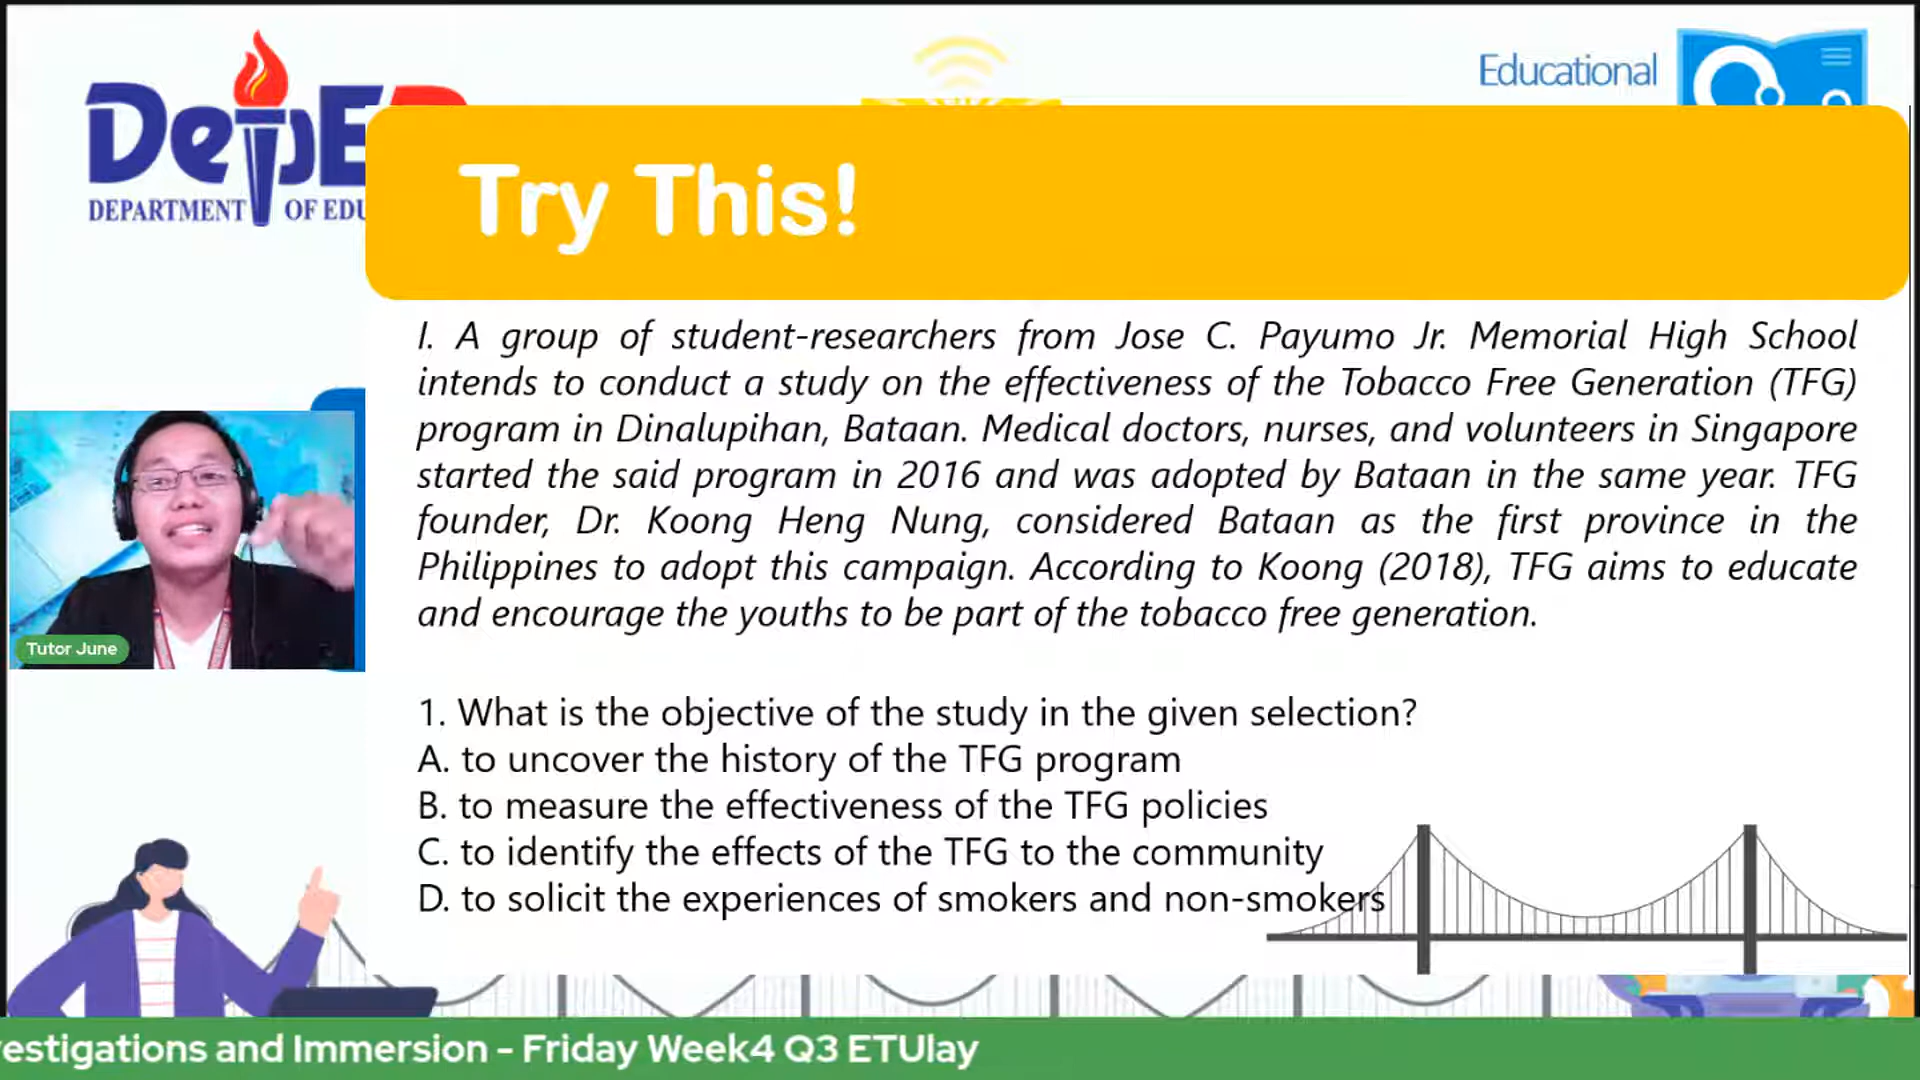 DepE
DEPARTMENT OF EDU
Educational
Try This!
I. A group of student-researchers from Jose C. Payumo Jr. Memorial High School
intends to conduct a study on the effectiveness of the Tobacco Free Generation (TFG)
program in Dinalupihan, Bataan. Medical doctors, nurses, and volunteers in Singapore
started the said program in 2016 and was adopted by Bataan in the same year. TFG
founder, Dr. Koong Heng Nung, considered Bataan as the first province in the
Philippines to adopt this campaign. According to Koong (2018), TFG aims to educate
and encourage the youths to be part of the tobacco free generation.
Tutor June
1. What is the objective of the study in the given selection?
A. to uncover the history of the TFG program
B. to measure the effectiveness of the TFG policies
C. to identify the effects of the TFG to the community
D. to solicit the experiences of smokers and non-smokers
vestigations and Immersion - Friday Week4 Q3 ETUlay